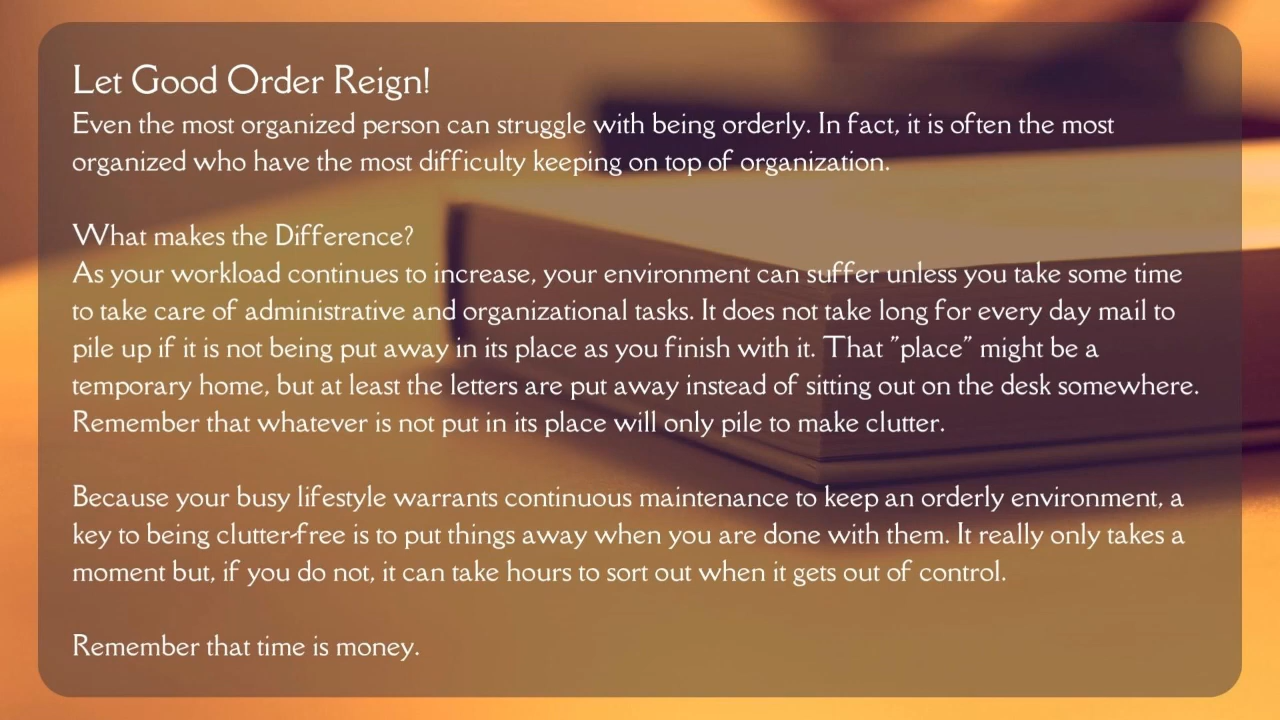 Let Good Order Reign!
Even the most organized person can struggle with being orderly. In fact, it is often the most
organized who have the most difficulty keeping on top of organization.
What makes the Difference?
As your workload continues to increase, your environment can suffer unless you take some time
to take care of administrative and organizational tasks. It does not take long for every day mail to
pile up if it is not being put away in its place as you finish with it. That "place" might be a
temporary home, but at least the letters are put away instead of sitting out on the desk somewhere.
Remember that whatever is not put in its place will only pile to make clutter.
Because your busy lifestyle warrants continuous maintenance to keep an orderly environment, a
key to being clutter-free is to put things away when you are done with them. It really only takes a
moment but, if you do not, it can take hours to sort out when it gets out of control.
Remember that time is money.